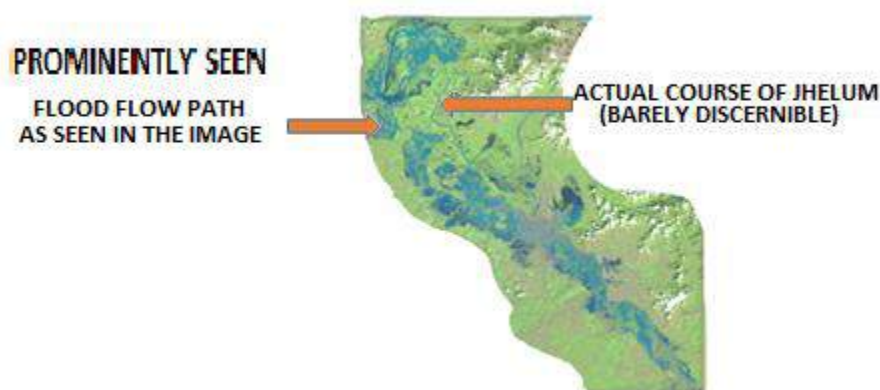 PROMINENTLY SEEN
FLOOD FLOW PATH
AS SEEN IN THE IMAGE
ACTUAL COURSE OF JHELUM
(BARELY DISCERNIBLE)